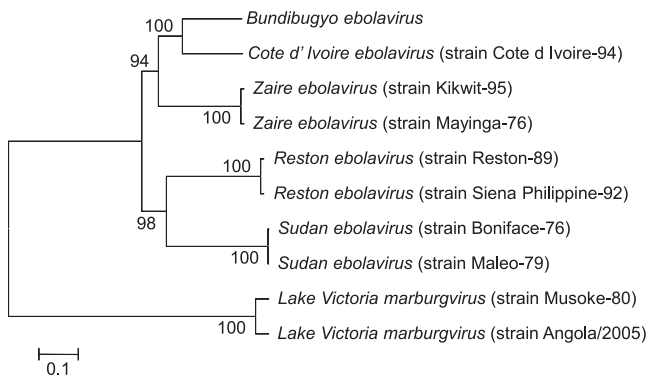 100
Bundibugyo ebolavirus
Cote d' Ivoire ebolavirus (strain Cote d Ivoire-94)
94
Zaire ebolavirus (strain Kikwit-95)
100
Zaire ebolavirus (strain Mayinga-76)
100
Reston ebolavirus (strain Reston-89)
Reston ebolavirus (strain Siena Philippine-92)
98
Sudan ebolavirus (strain Boniface-76)
100
Sudan ebolavirus (strain Maleo-79)
Lake Victoria marburgvirus (strain Musoke-80)
100
Lake Victoria marburgvirus (strain Angola/2005)
0.1